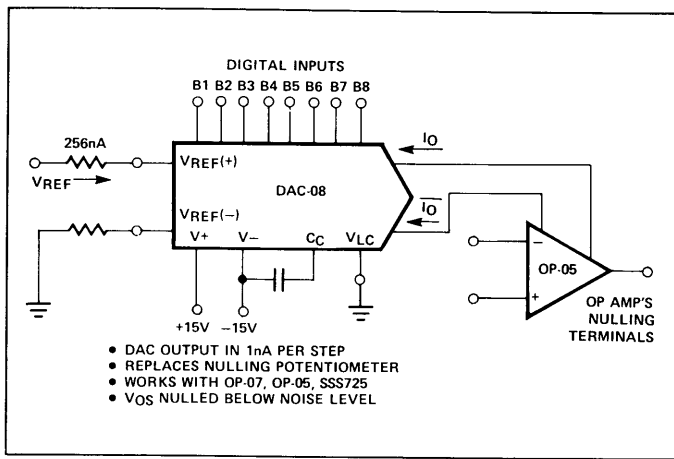 DIGITAL INPUTS
B1 B2 B3 B4 B5 B6 B7 B8
256nA
VREF
VREF(+)
DAC-08
IO
IO
VREF(−)
V+ V− CC VLC
+15V −15V
−
+
OP-05
OP AMP'S
NULLING
TERMINALS
• DAC OUTPUT IN 1nA PER STEP
• REPLACES NULLING POTENTIOMETER
• WORKS WITH OP-07, OP-05, SSS725
• VOS NULLED BELOW NOISE LEVEL